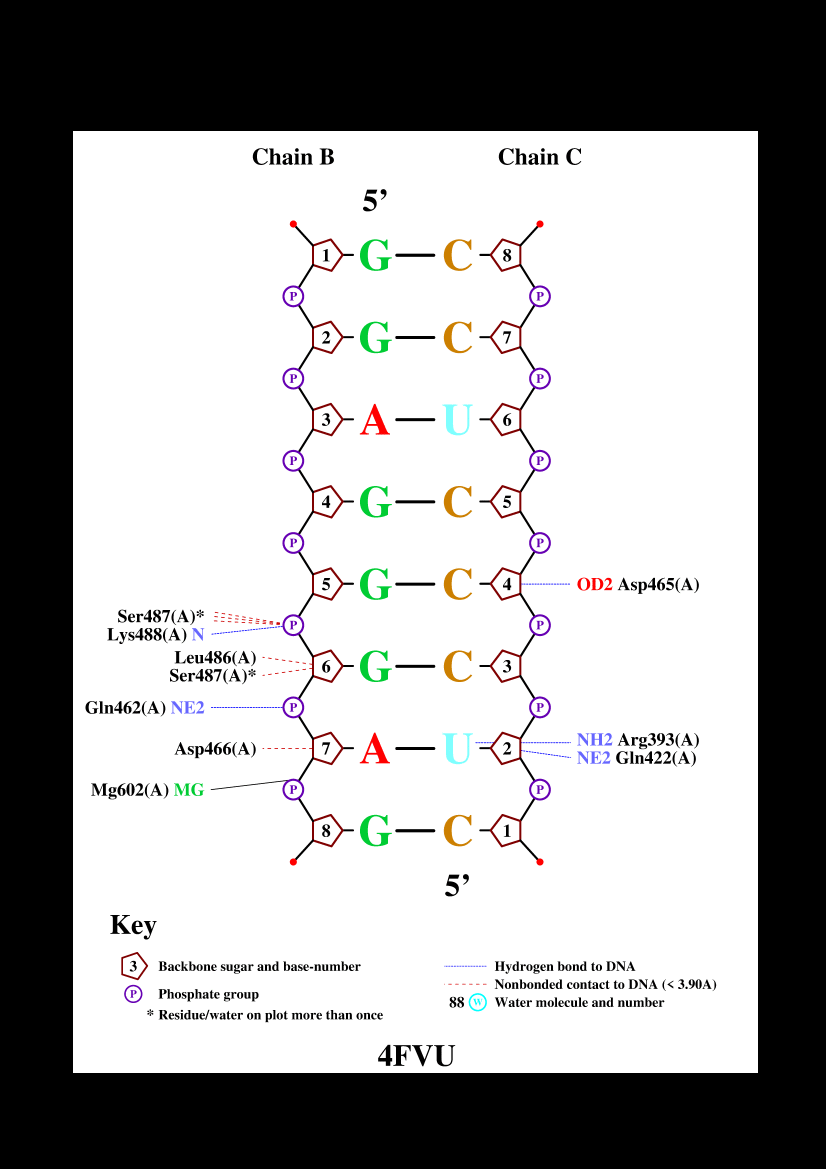 Chain B Chain C
5’
1 G C 8
P P
2 G C 7
P P
3 A U 6
P P
4 G C 5
P P
5 G C 4 OD2 Asp465(A)
Ser487(A)*
P P
Lys488(A) N
Leu486(A)
6 G C 3
Ser487(A)*
Gln462(A) NE2 P P
NH2 Arg393(A)
Asp466(A) 7 A U 2
NE2 Gln422(A)
Mg602(A) MG P P
8 G C 1
5’
Key
3 Backbone sugar and base-number
P Phosphate group
* Residue/water on plot more than once
Hydrogen bond to DNA
Nonbonded contact to DNA (< 3.90A)
88 W Water molecule and number
4FVU